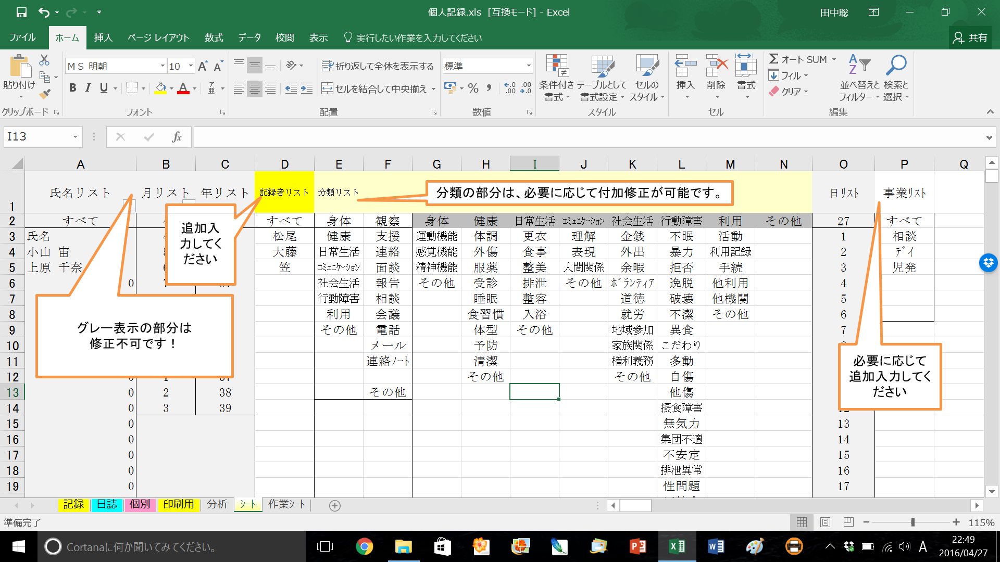 個人記録.xls [互換モード] - Excel
田中聡
ファイル ホーム 挿入 ページ レイアウト 数式 データ 校閲 表示 実行したい作業を入力してください 共有
貼り付け
クリップボード
ＭＳ 明朝 10
B I U
フォント
折り返して全体を表示する
セルを結合して中央揃え
配置
標準
数値
条件付き書式
テーブルとして書式設定
セルのスタイル
スタイル
挿入 削除 書式
セル
オート SUM
フィル
クリア
並べ替えとフィルター
検索と選択
編集
I13 fx
A B C D E F G H I J K L M N O P Q
1 氏名リスト 月リスト 年リスト 記録者リスト 分類リスト 日ﾘｽﾄ 事業ﾘｽﾄ
分類の部分は、必要に応じて付加修正が可能です。
2 すべて すべて 身体 観察 身体 健康 日常生活 ｺﾐｭﾆｹｰｼｮﾝ 社会生活 行動障害 利用 その他 27 すべて
3 氏名 松尾 健康 支援 運動機能 体調 更衣 理解 金銭 不眠 活動 1 相談
4 小山 宙 大藤 日常生活 連絡 感覚機能 外傷 食事 表現 外出 暴力 利用記録 2 ﾃﾞｲ
5 上原 千奈 笠 ｺﾐｭﾆｹｰｼｮﾝ 面談 精神機能 服薬 整美 人間関係 余暇 拒否 手続 3 児発
6 0 社会生活 報告 その他 受診 排泄 その他 ﾎﾞﾗﾝﾃｨｱ 逸脱 他利用 4
7 行動障害 相談 睡眠 整容 道徳 破壊 他機関 5
8 利用 会議 食習慣 入浴 就労 不潔 その他 6
9 その他 電話 体型 その他 地域参加 異食 7
10 メール 予防 家族関係 こだわり
11 連絡ﾉｰﾄ 清潔 権利義務 多動
12 その他 その他 自傷
13 0 2 38 その他 他傷
14 0 3 39 摂食障害
15 0 無気力 13
16 0 集団不適 14
17 0 不安定 15
18 0 排泄異常 16
19 0 性問題 17
追加入
力してく
ださい
グレー表示の部分は
修正不可です！
必要に応じて
追加入力してく
ださい
記録 日誌 個別 印刷用 分析 ｼｰﾄ 作業ｼｰﾄ
準備完了 115%
Cortanaに何か聞いてみてください。
A 22:49
2016/04/27